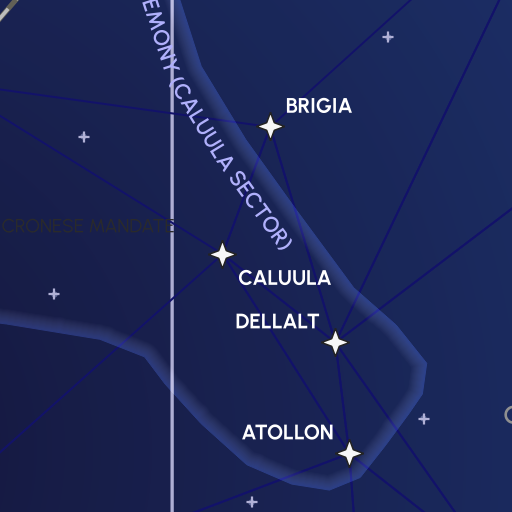 EMONY (CALUULA SECTOR)
BRIGIA
CRONESE MANDATE
CALUULA
DELLALT
ATOLLON